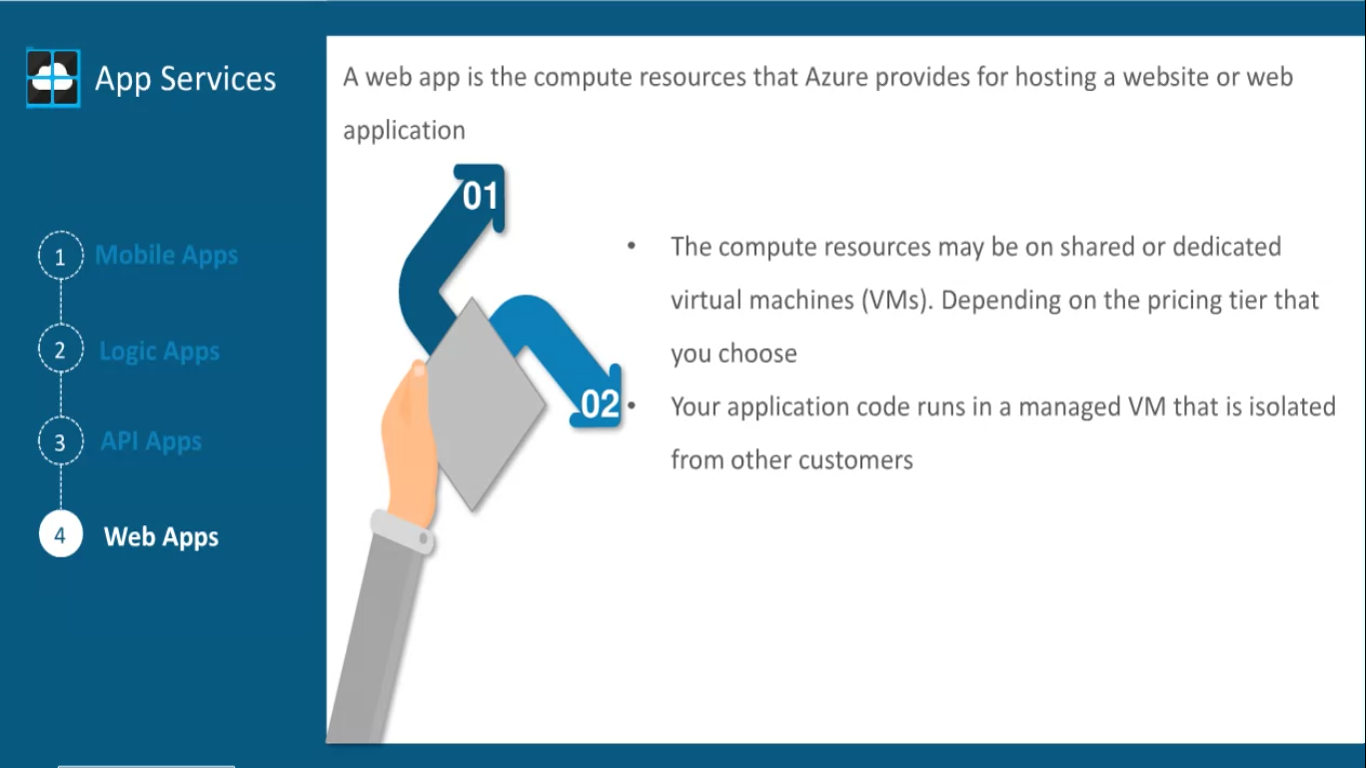 App Services
1 Mobile Apps
2 Logic Apps
3 API Apps
4 Web Apps
A web app is the compute resources that Azure provides for hosting a website or web
application
01
02
• The compute resources may be on shared or dedicated
virtual machines (VMs). Depending on the pricing tier that
you choose
• Your application code runs in a managed VM that is isolated
from other customers